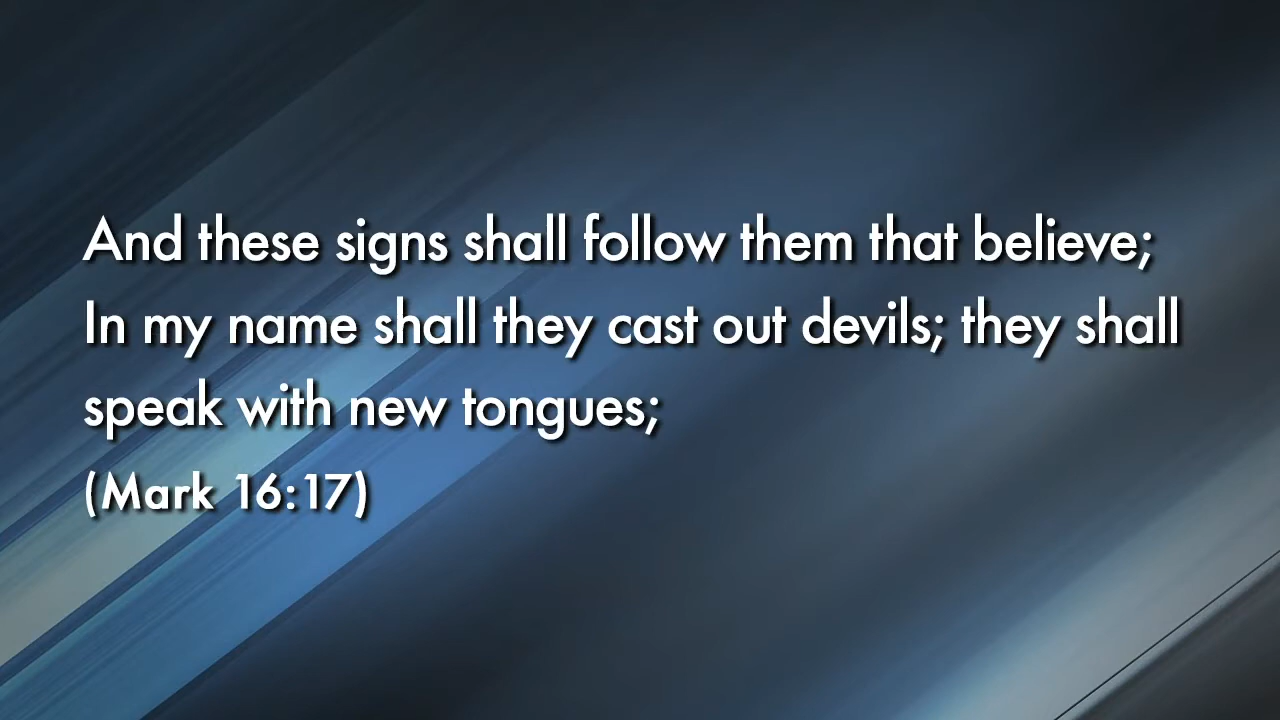 And these signs shall follow them that believe;
In my name shall they cast out devils; they shall
speak with new tongues;
(Mark 16:17)